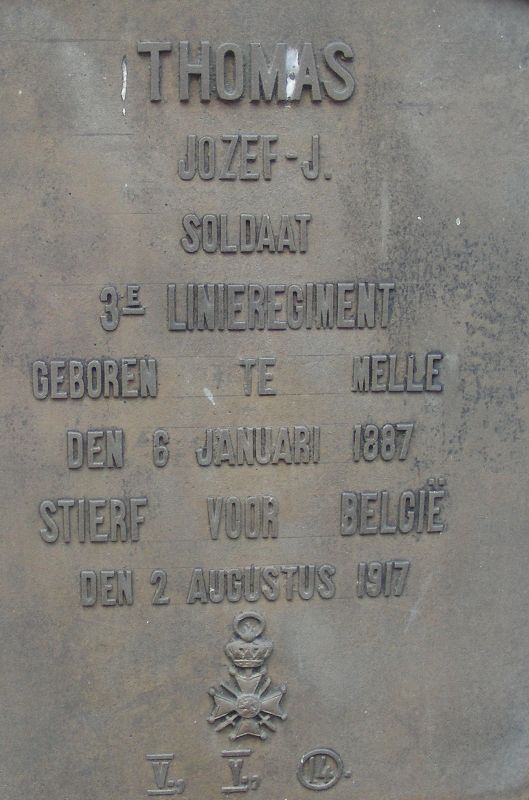 THOMAS
JOZEF-J.
SOLDAAT
3E LINIEREGIMENT
GEBOREN TE MELLE
DEN 6 JANUARI 1887
STIERF VOOR BELGIË
DEN 2 AUGUSTUS 1917
V., Y., 14.